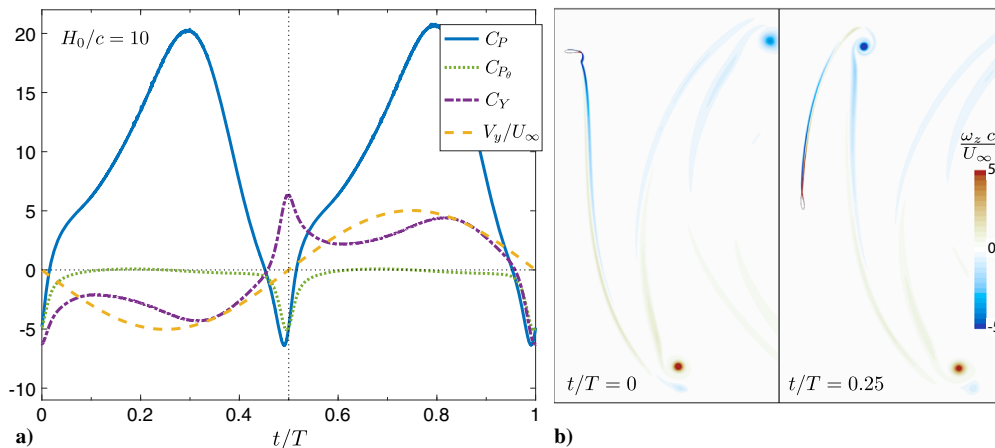 H₀/c = 10
C_P
C_{P_θ}
C_Y
V_y/U_∞
20
15
10
5
0
-5
-10
0
0.2
0.4
0.6
0.8
1
t/T
a)
t/T = 0
t/T = 0.25
ω_z c
U_∞
5
0
-5
b)